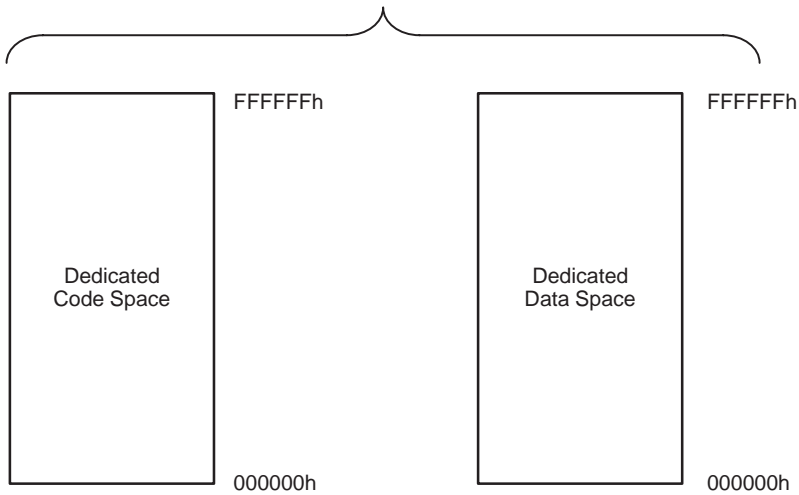 FFFFFFh
FFFFFFh
Dedicated
Code Space
Dedicated
Data Space
000000h
000000h